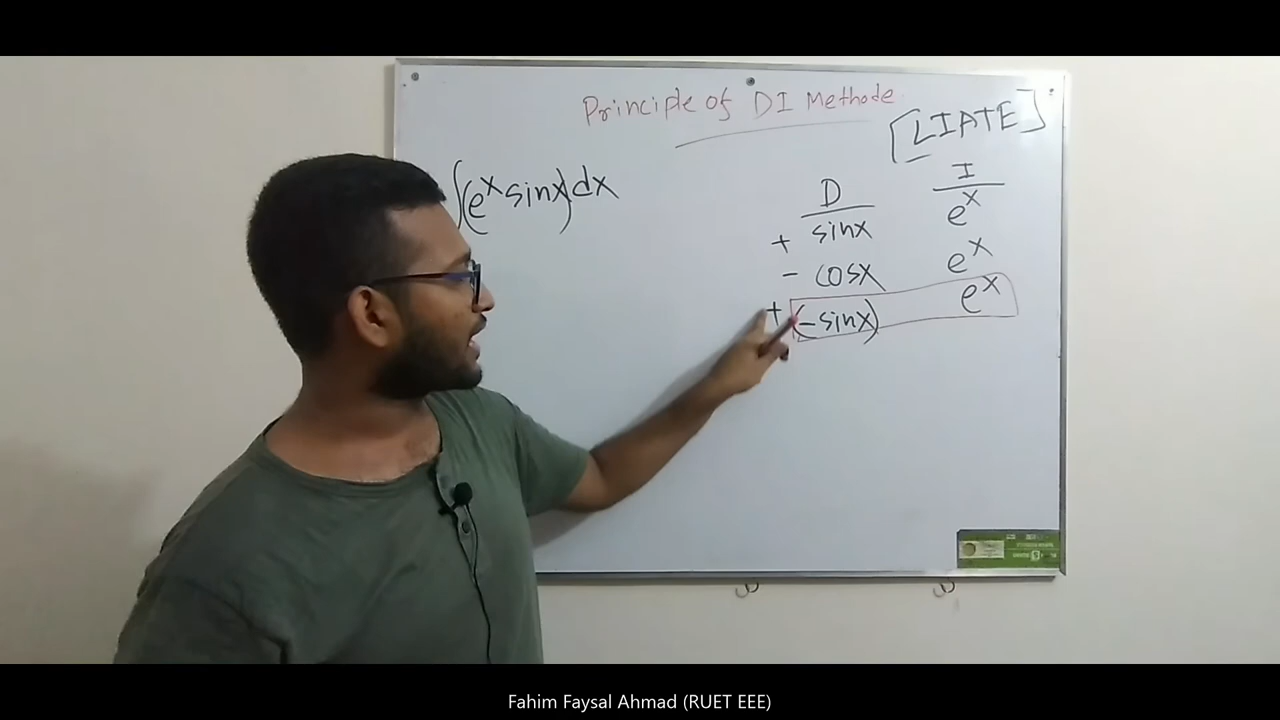 Principle of DI Methode
[LIATE]
∫(e^x sinx)dx
D I
+ sinx e^x
- cosx e^x
+ (-sinx) e^x
Fahim Faysal Ahmad (RUET EEE)